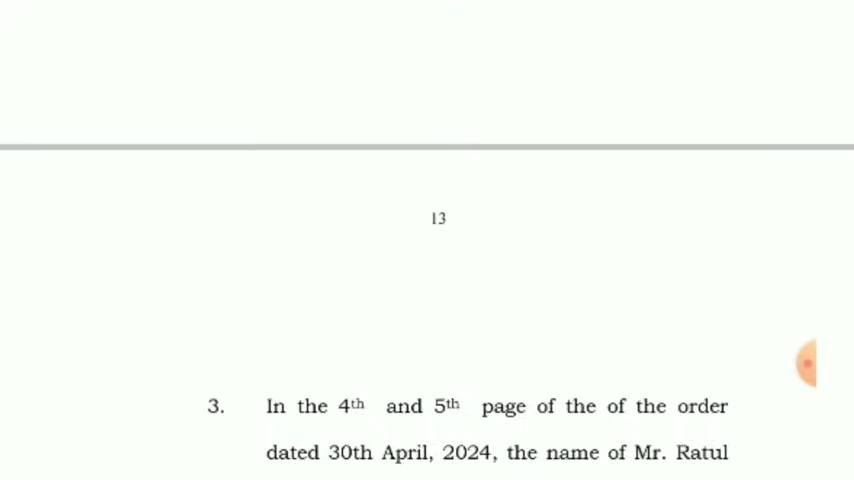 13
3. In the 4th and 5th page of the of the order
dated 30th April, 2024, the name of Mr. Ratul